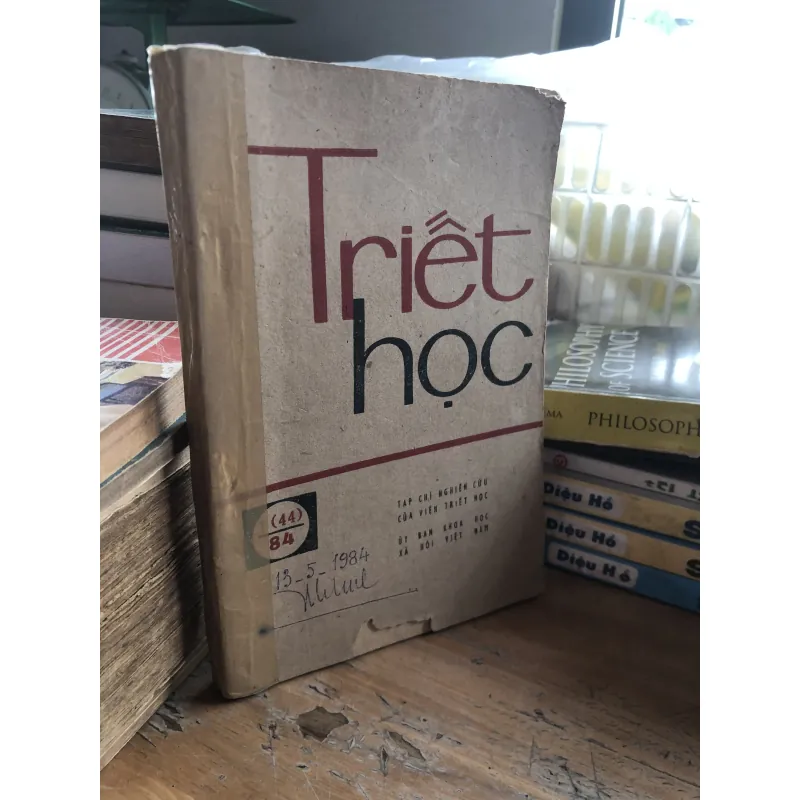 Triết
học
(44)
84
TẠP CHÍ NGHIÊN CỨU
CỦA VIỆN TRIẾT HỌC
ỦY BAN KHOA HỌC
XÃ HỘI VIỆT NAM
13-5-1984
PHILOSOPHY
OF SCIENCE
MA PHILOSOPH
Diệu Hồ S
Diệu Hồ S
Diệu Hồ